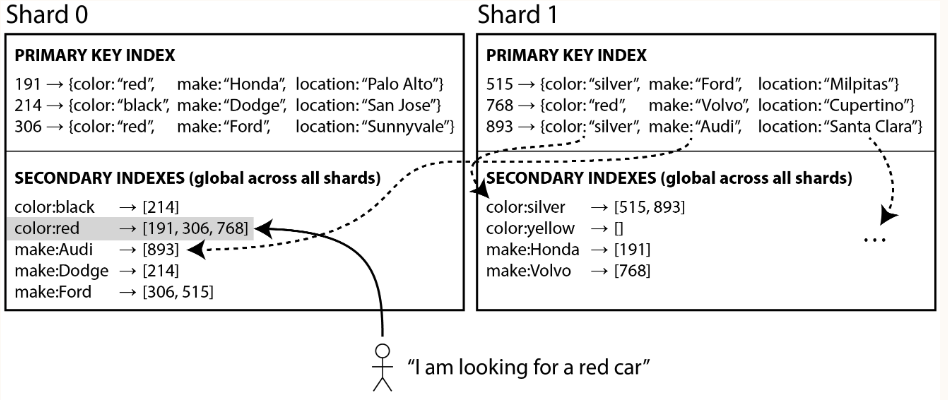 Shard 0
PRIMARY KEY INDEX
191 → {color: “red”, make: “Honda”, location: “Palo Alto”}
214 → {color: “black”, make: “Dodge”, location: “San Jose”}
306 → {color: “red”, make: “Ford”, location: “Sunnyvale”}
SECONDARY INDEXES (global across all shards)
color:black → [214]
color:red → [191, 306, 768]
make:Audi → [893]
make:Dodge → [214]
make:Ford → [306, 515]
Shard 1
PRIMARY KEY INDEX
515 → {color: “silver”, make: “Ford”, location: “Milpitas”}
768 → {color: “red”, make: “Volvo”, location: “Cupertino”}
893 → {color: “silver”, make: “Audi”, location: “Santa Clara”}
SECONDARY INDEXES (global across all shards)
color:silver → [515, 893]
color:yellow → []
make:Honda → [191]
make:Volvo → [768]
...
“I am looking for a red car”